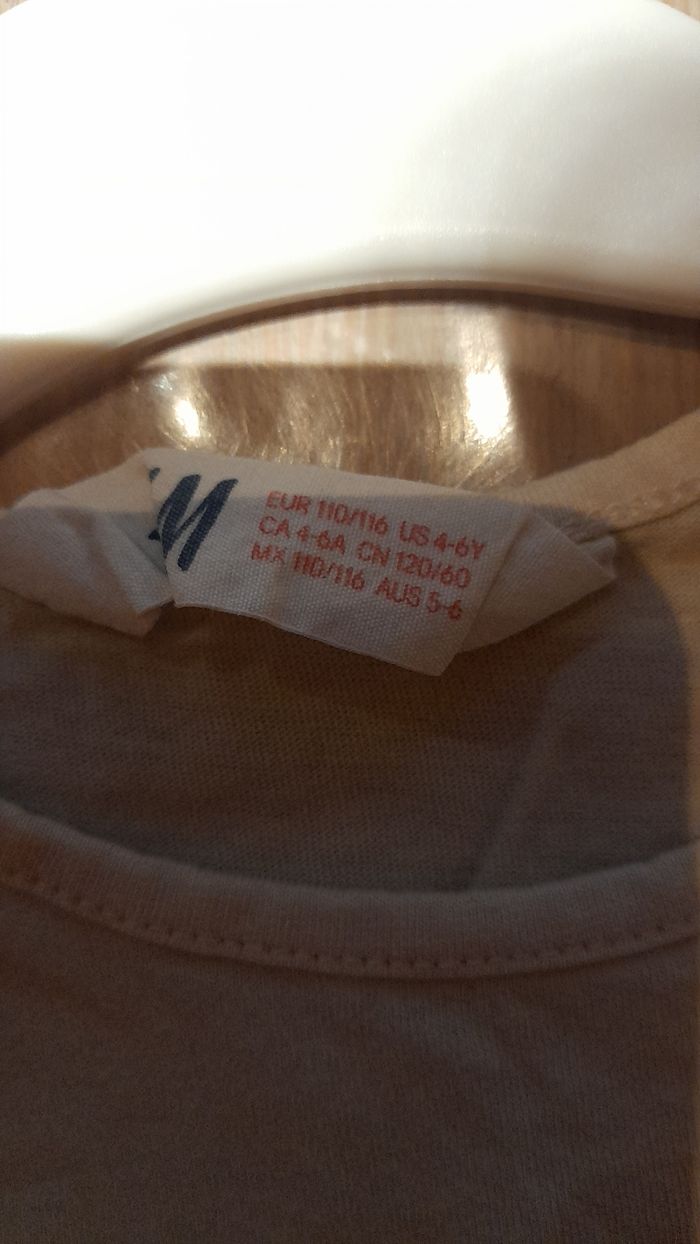 M
EUR 110/116 US 4-6Y
CA 4-6A CN 120/60
MX 110/116 AUS 5-6